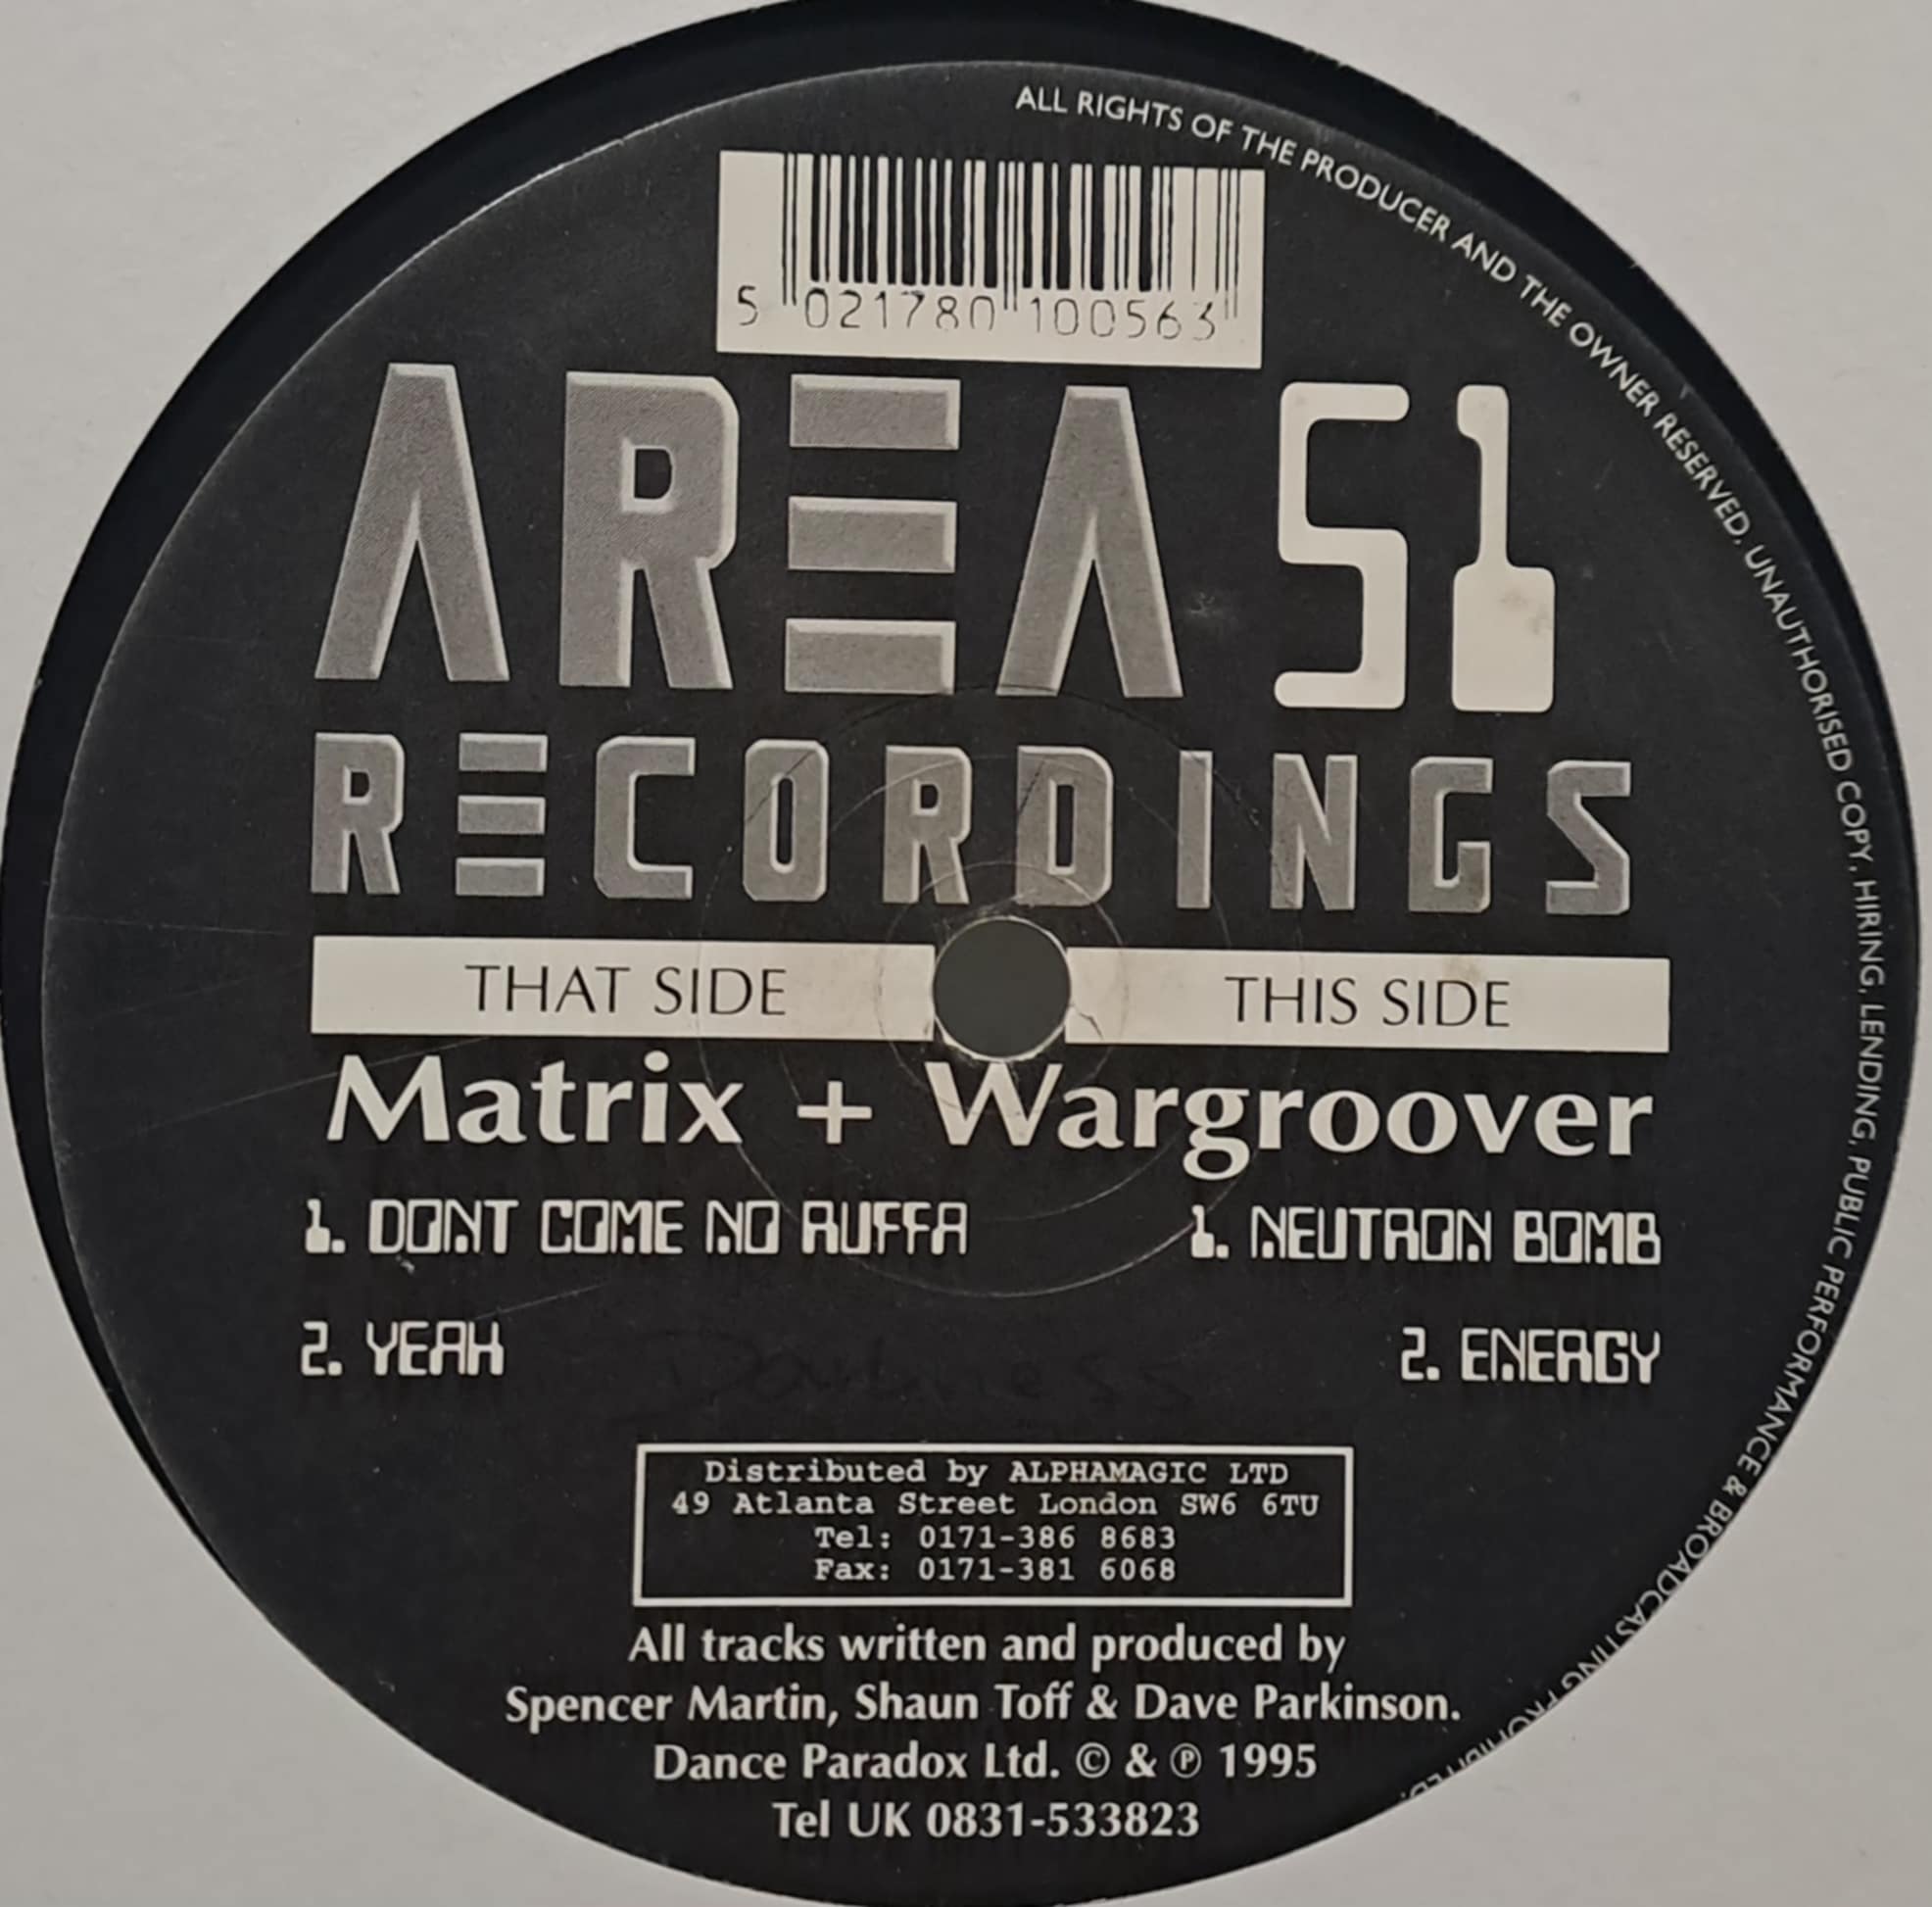 ALL RIGHTS OF THE PRODUCER AND THE OWNER RESERVED. UNAUTHORISED COPY, HIRING, LENDING, PUBLIC PERFORMANCE & BROADCASTING PROHIBITED.
5 021780 100563
AREA 51
RECORDINGS
THAT SIDE THIS SIDE
Matrix + Wargroover
1. DONT COME NO RUFFA 1. NEUTRON BOMB
2. YEAH 2. ENERGY
Darkness
Distributed by ALPHAMAGIC LTD
49 Atlanta Street London SW6 6TU
Tel: 0171-386 8683
Fax: 0171-381 6068
All tracks written and produced by
Spencer Martin, Shaun Toff & Dave Parkinson.
Dance Paradox Ltd. © & ℗ 1995
Tel UK 0831-533823